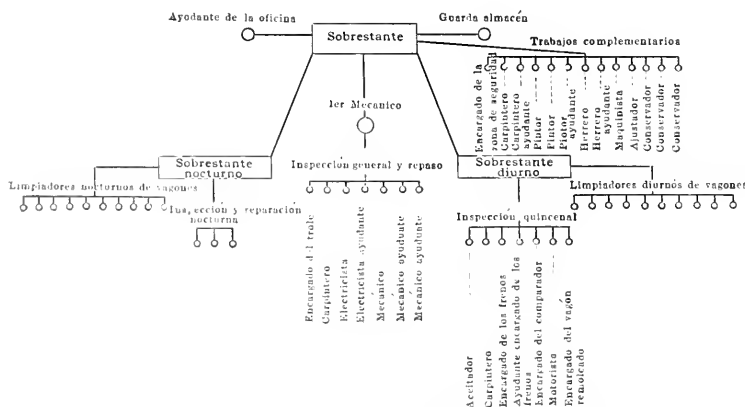 Ayudante de la oficina
Guarda almacén
Sobrestante
Trabajos complementarios
Encargado de la
zona de seguridad
Carpintero
Carpintero
ayudante
Pintor
Pintor
Pintor
ayudante
Herrero
Herrero
ayudante
Maquinista
Ajustador
Conservador
Conservador
Conservador
1er Mecanico
Sobrestante
nocturno
Inspección general y repaso
Sobrestante
diurno
Limpiadores nocturnos de vagones
Limpiadores diurnos de vagones
Ins,ección y reparación
nocturna
Inspección quincenal
Encargado del trole
Carpintero
Electricista
Electricista ayudante
Mecánico
Mecánico ayudante
Mecánico ayudante
Aceitador
Carpintero
Encargado de los frenos
Ayudante encargado de los
frenos
Encargado del comparador
Motorista
Encargado del vagón
remolcado